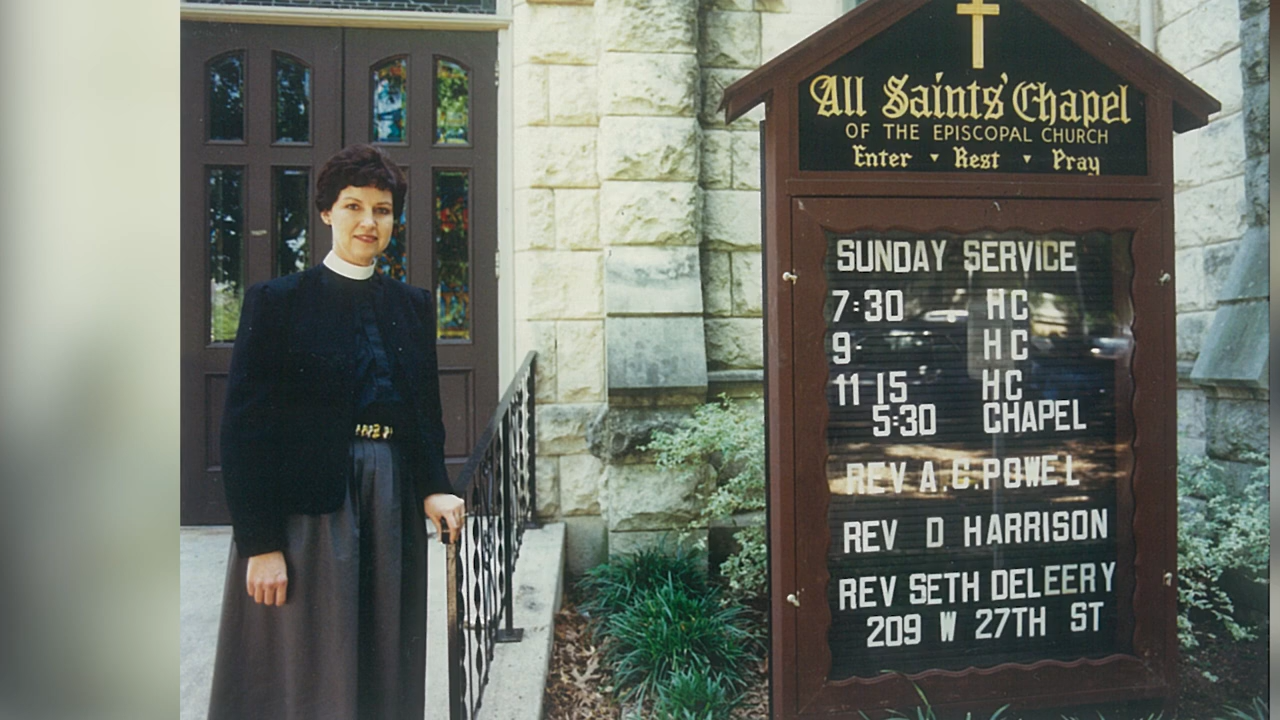 All Saints' Chapel
OF THE EPISCOPAL CHURCH
Enter ▾ Rest ▾ Pray
SUNDAY SERVICE
7:30 HC
9· HC
11 15 HC
5:30 CHAPEL
REV A.C.POWEL
REV D HARRISON
REV SETH DELEERY
209 W 27TH ST